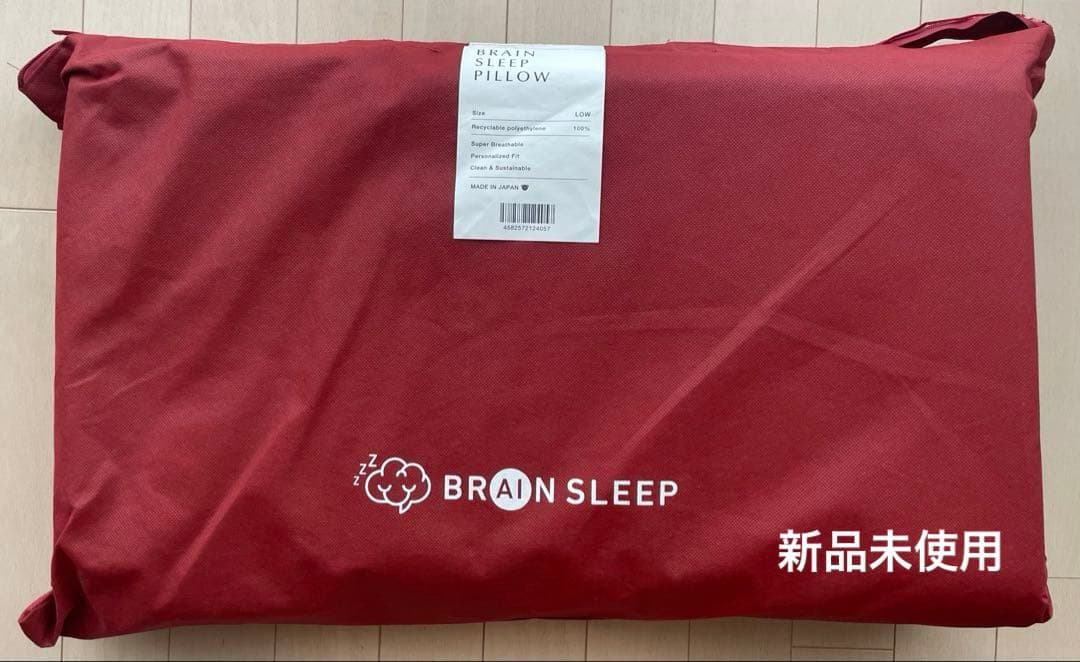 BRAIN
SLEEP
PILLOW
Size LOW
Recyclable polyethylene 100%
Super Breathable
Personalized Fit
Clean & Sustainable
MADE IN JAPAN
4582572124057
zzz
BRAIN SLEEP
新品未使用